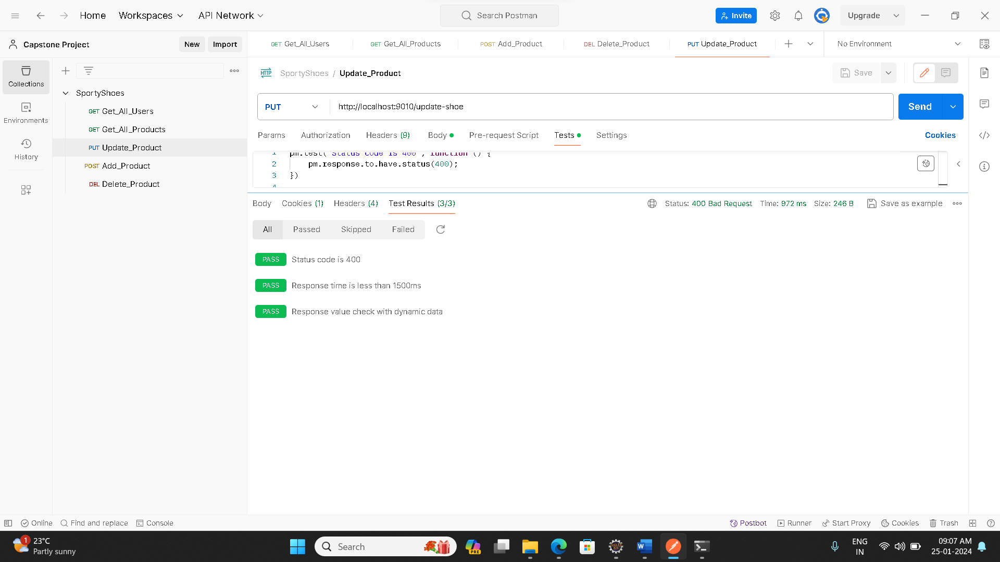 Home Workspaces API Network Search Postman Invite Upgrade
Capstone Project New Import
GET Get_All_Users GET Get_All_Products POST Add_Product DEL Delete_Product PUT Update_Product No Environment
Collections
Environments
History
SportyShoes
GET Get_All_Users
GET Get_All_Products
PUT Update_Product
POST Add_Product
DEL Delete_Product
HTTP SportyShoes / Update_Product Save
PUT http://localhost:9010/update-shoe Send
Params Authorization Headers (9) Body Pre-request Script Tests Settings Cookies
1 pm.test("Status code is 400", function () {
2 pm.response.to.have.status(400);
3 })
4
Body Cookies (1) Headers (4) Test Results (3/3) Status: 400 Bad Request Time: 972 ms Size: 246 B Save as example
All Passed Skipped Failed
PASS Status code is 400
PASS Response time is less than 1500ms
PASS Response value check with dynamic data
Online Find and replace Console Postbot Runner Start Proxy Cookies Trash
1 23°C
Partly sunny
Search
PRE
IDE
W
ENG
IN
09:07 AM
25-01-2024